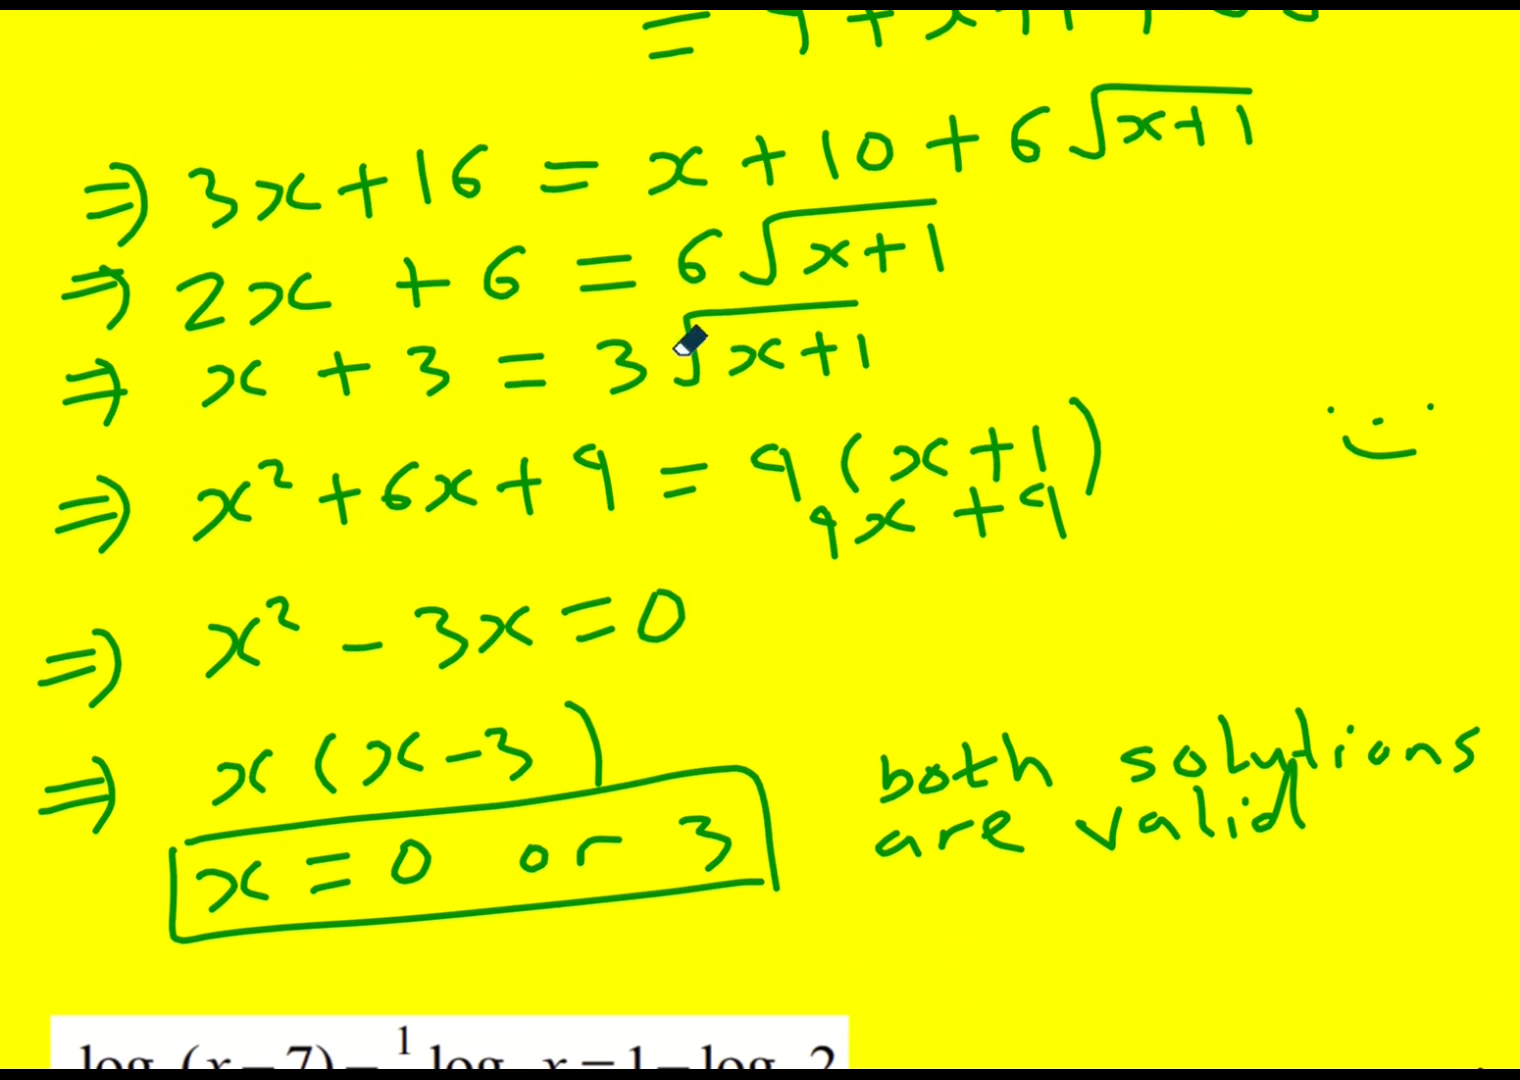 ⇒ 3x + 16 = x + 10 + 6√(x+1)
⇒ 2x + 6 = 6√(x+1)
⇒ x + 3 = 3√(x+1)
⇒ x² + 6x + 9 = 9(x+1)
9x + 9
⇒ x² - 3x = 0
⇒ x(x-3)
x = 0 or 3
both solutions
are valid